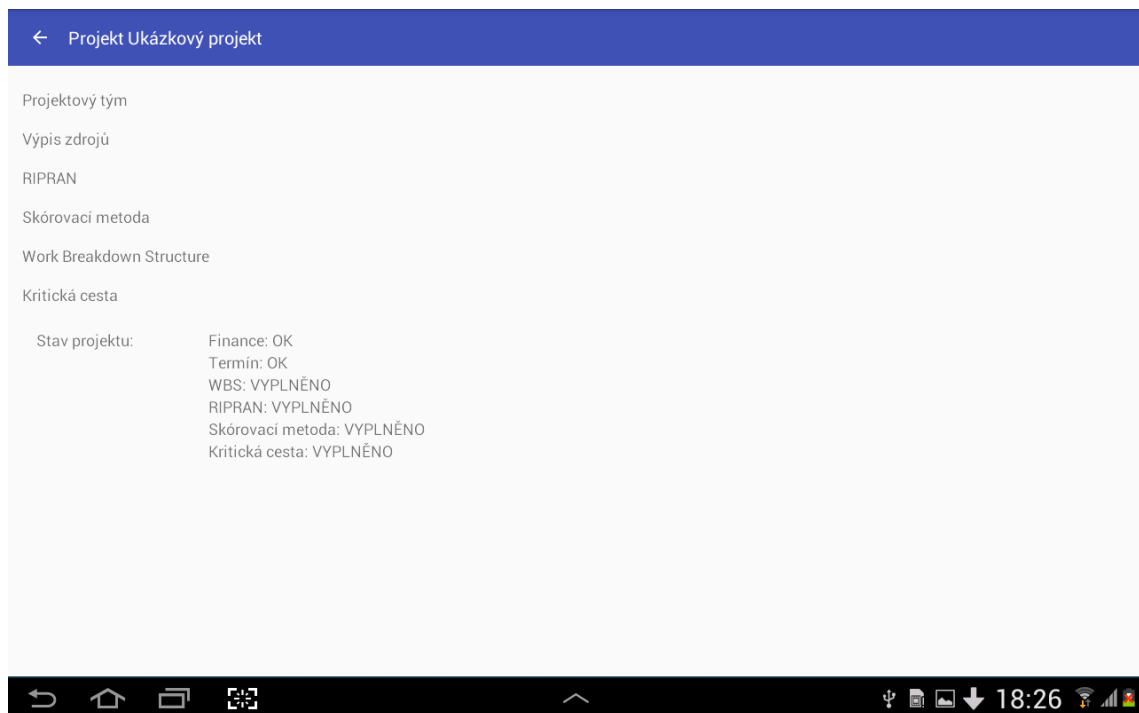 Projekt Ukázkový projekt
Projektový tým
Výpis zdrojů
RIPRAN
Skórovací metoda
Work Breakdown Structure
Kritická cesta
Stav projektu: Finance: OK
Termín: OK
WBS: VYPLNĚNO
RIPRAN: VYPLNĚNO
Skórovací metoda: VYPLNĚNO
Kritická cesta: VYPLNĚNO
18:26